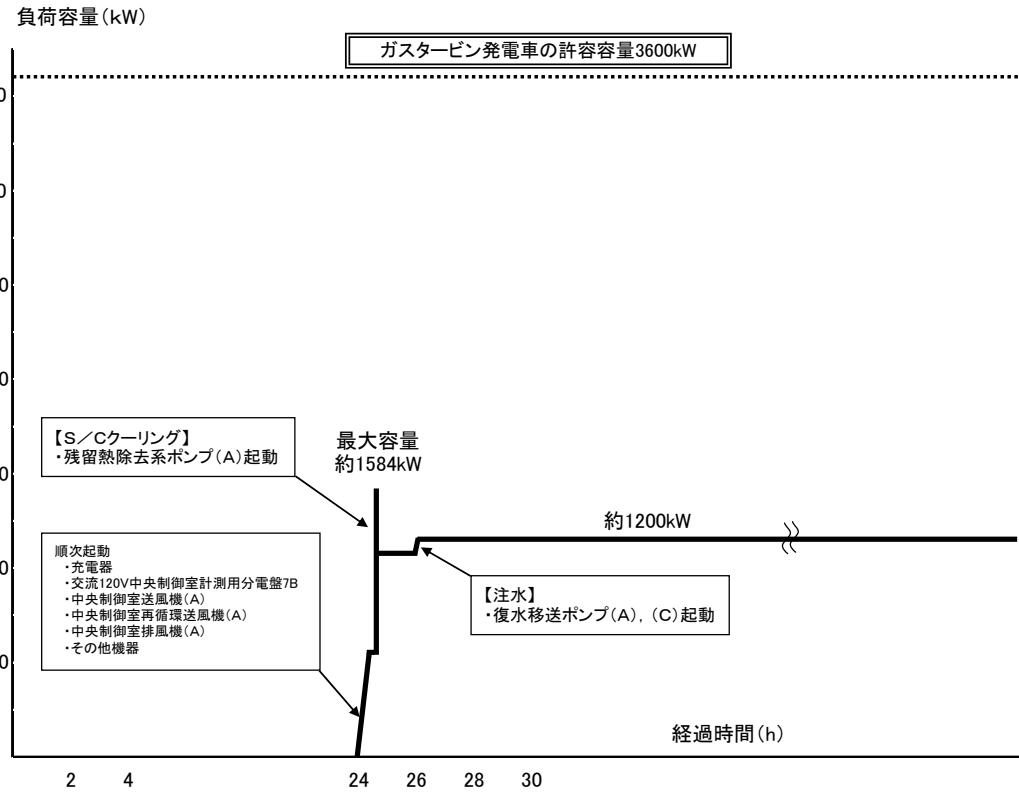 負荷容量(kW)
ガスタービン発電車の許容容量3600kW
0
0
0
0
0
0
0
【S/Cクーリング】
・残留熱除去系ポンプ(A)起動
最大容量
約1584kW
約1200kW
順次起動
・充電器
・交流120V中央制御室計測用分電盤7B
・中央制御室送風機(A)
・中央制御室再循環送風機(A)
・中央制御室排風機(A)
・その他機器
【注水】
・復水移送ポンプ(A), (C)起動
経過時間(h)
2 4 24 26 28 30